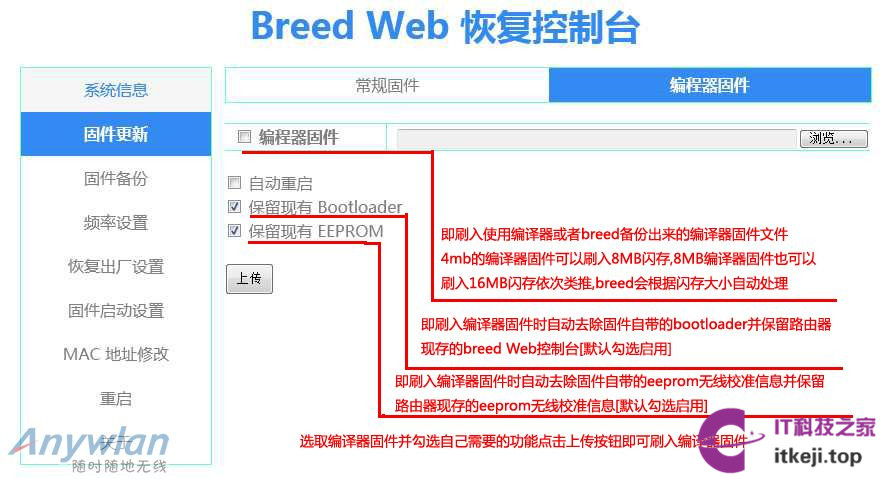 Breed Web 恢复控制台
系统信息
固件更新
固件备份
频率设置
恢复出厂设置
固件启动设置
MAC 地址修改
重启
关于
常规固件
编程器固件
编程器固件
浏览...
自动重启
保留现有 Bootloader
保留现有 EEPROM
上传
即刷入使用编译器或者breed备份出来的编译器固件文件
4mb的编译器固件可以刷入8MB闪存,8MB编译器固件也可以
刷入16MB闪存依次类推,breed会根据闪存大小自动处理
即刷入编译器固件时自动去除固件自带的bootloader并保留路由器
现存的breed Web控制台[默认勾选启用]
即刷入编译器固件时自动去除固件自带的eeprom无线校准信息并保留
路由器现存的eeprom无线校准信息[默认勾选启用]
选取编译器固件并勾选自己需要的功能点击上传按钮即可刷入编译器固件
Anywlan
随时随地无线
IT科技之家
itkeji.top